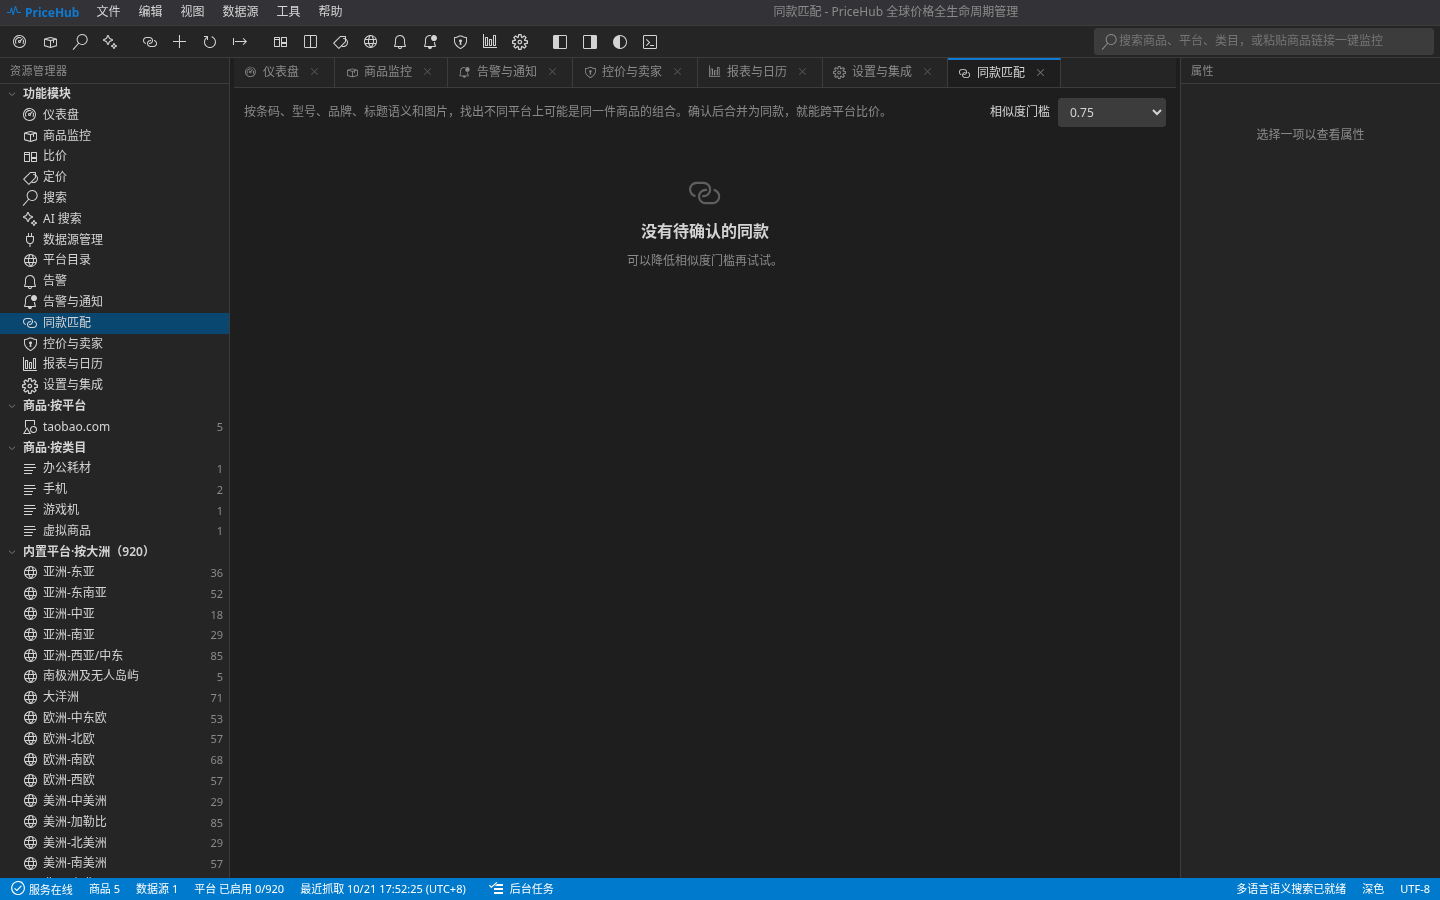 PriceHub 文件 编辑 视图 数据源 工具 帮助 同款匹配 - PriceHub 全球价格全生命周期管理
搜索商品、平台、类目，或粘贴商品链接一键监控
资源管理器
功能模块
仪表盘
商品监控
比价
定价
搜索
AI 搜索
数据源管理
平台目录
告警
告警与通知
同款匹配
控价与卖家
报表与日历
设置与集成
商品·按平台
taobao.com 5
商品·按类目
办公耗材 1
手机 2
游戏机 1
虚拟商品 1
内置平台·按大洲（920）
亚洲-东亚 36
亚洲-东南亚 52
亚洲-中亚 18
亚洲-南亚 29
亚洲-西亚/中东 85
南极洲及无人岛屿 5
大洋洲 71
欧洲-中东欧 53
欧洲-北欧 57
欧洲-南欧 68
欧洲-西欧 57
美洲-中美洲 29
美洲-加勒比 85
美洲-北美洲 29
美洲-南美洲 57
仪表盘 商品监控 告警与通知 控价与卖家 报表与日历 设置与集成 同款匹配
按条码、型号、品牌、标题语义和图片，找出不同平台上可能是同一件商品的组合。确认后合并为同款，就能跨平台比价。 相似度门槛 0.75
没有待确认的同款
可以降低相似度门槛再试试。
属性
选择一项以查看属性
服务在线 商品 5 数据源 1 平台 已启用 0/920 最近抓取 10/21 17:52:25 (UTC+8) 后台任务 多语言语义搜索已就绪 深色 UTF-8